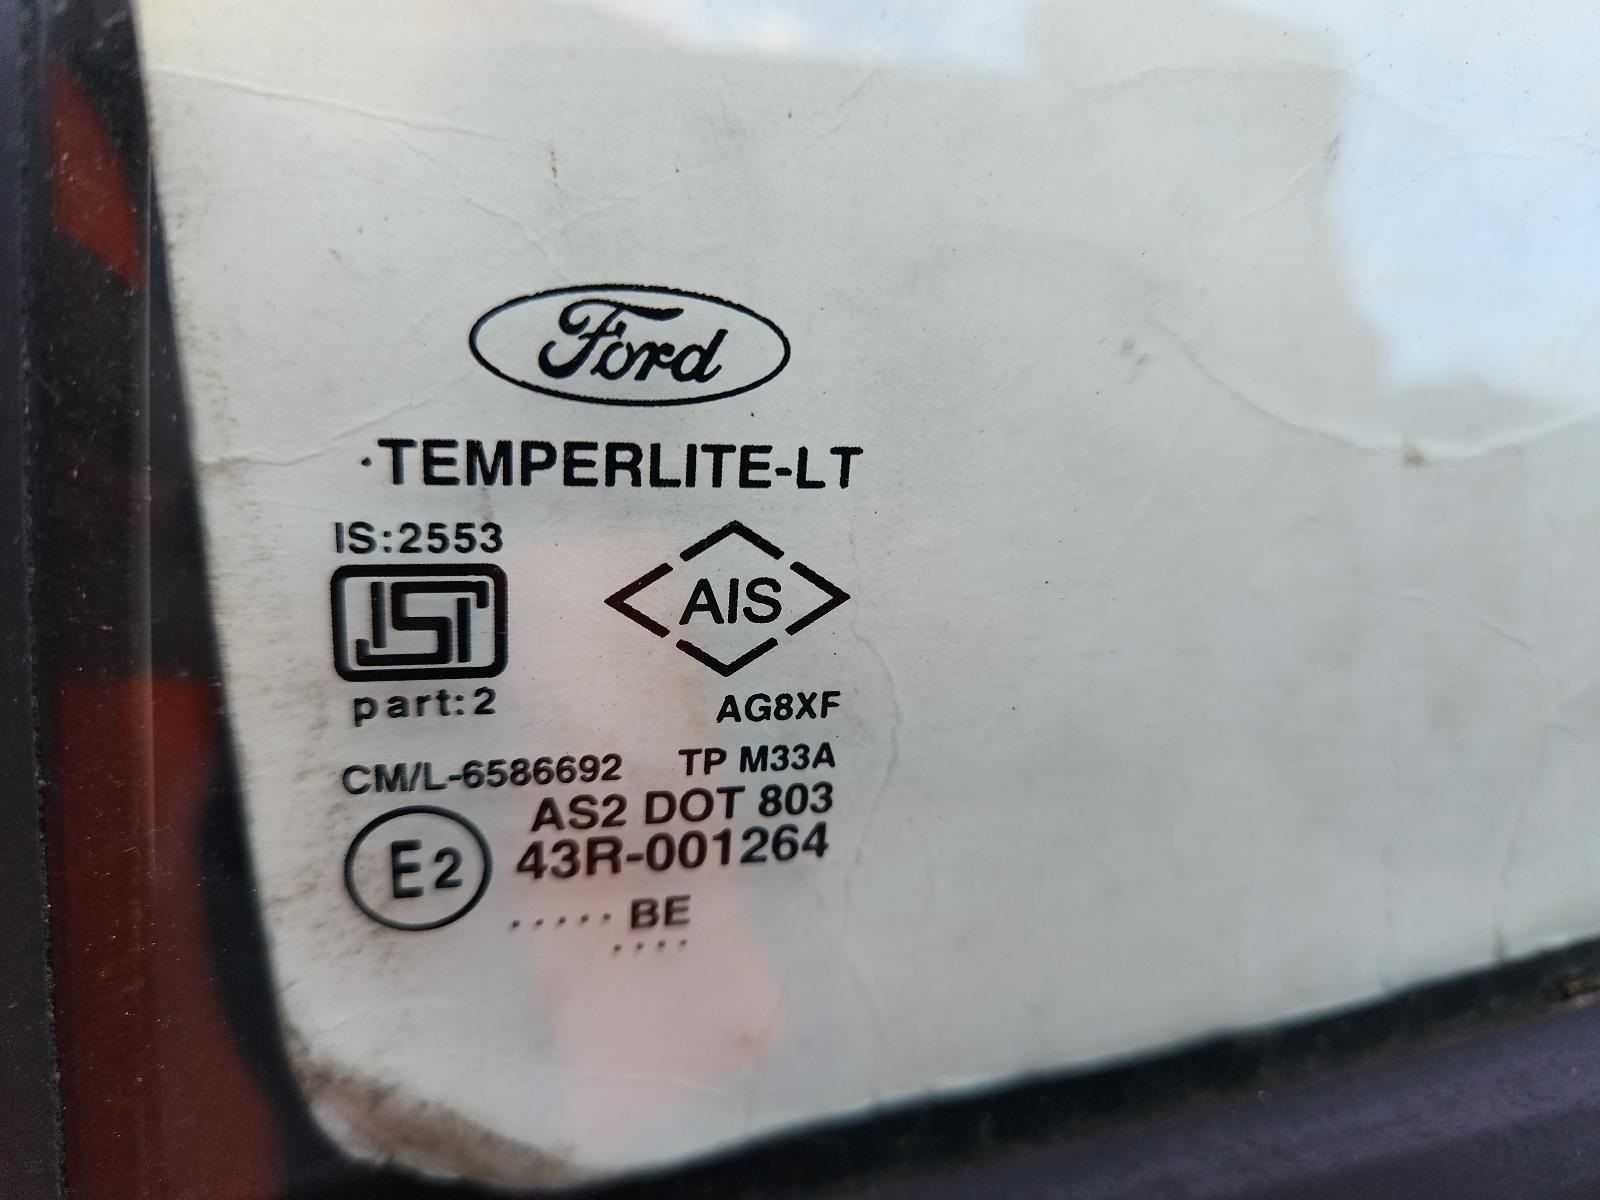 Ford
·TEMPERLITE-LT
IS:2553
ISI
AIS
part:2
AG8XF
CM/L-6586692 TP M33A
AS2 DOT 803
E2 43R-001264
..... BE
....